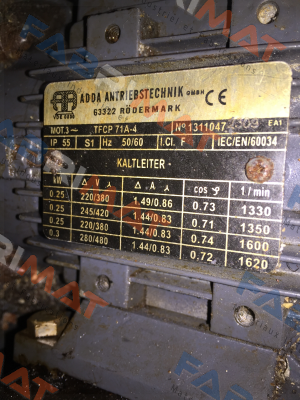 ADDA ANTRIEBSTECHNIK GMBH CE
63322 RÖDERMARK
MOT.3~ TFCP 71A-4 Nº 1311047 EA1
IP 55 S1 Hz 50/60 I.Cl. F IEC/EN/60034
KALTLEITER
kW Δ V Y Δ A Y cos φ 1/min
0.25 220/380 1.49/0.86 0.73 1330
0.25 245/420 1.44/0.83 0.71 1350
0.25 220/380 1.44/0.83 0.74 1600
0.3 280/480 1.44/0.83 0.72 1620
FARIMAT